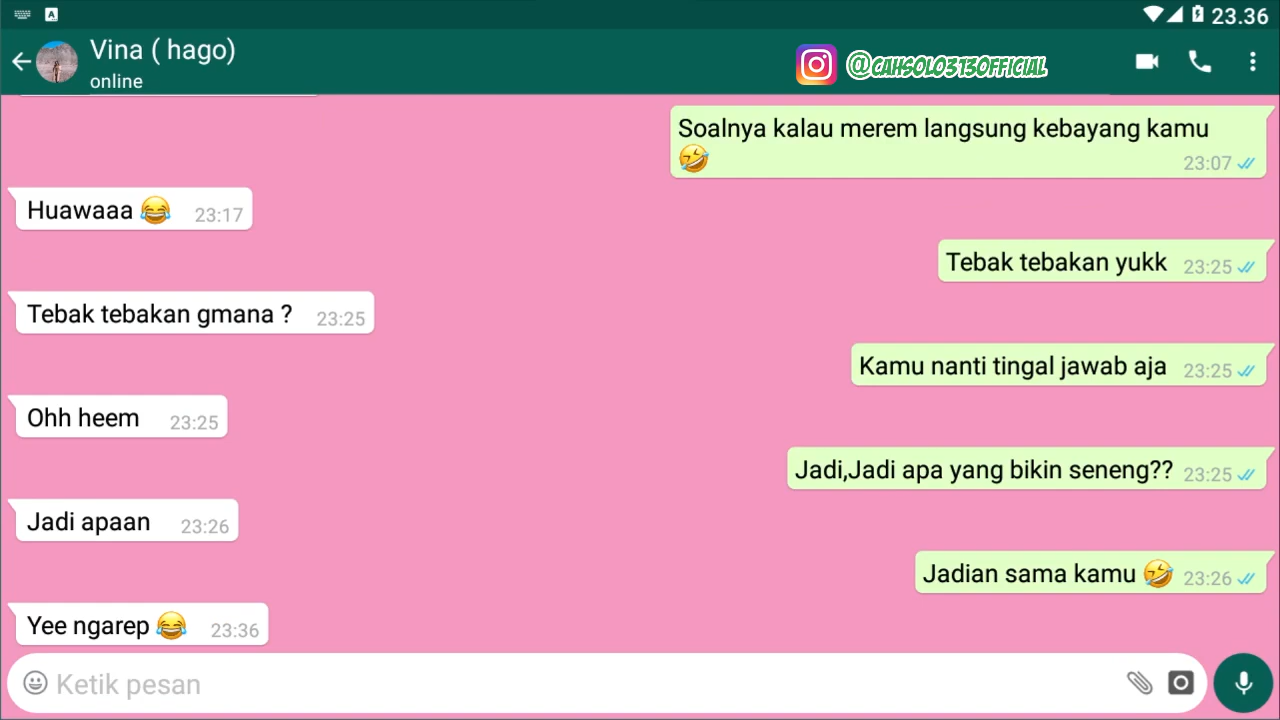 23.36
Vina ( hago)
online
@CAHSOLO313OFFICIAL
Soalnya kalau merem langsung kebayang kamu
🤣 23:07
Huawaaa 😂 23:17
Tebak tebakan yukk 23:25
Tebak tebakan gmana ? 23:25
Kamu nanti tingal jawab aja 23:25
Ohh heem 23:25
Jadi,Jadi apa yang bikin seneng?? 23:25
Jadi apaan 23:26
Jadian sama kamu 🤣 23:26
Yee ngarep 😂 23:36
Ketik pesan